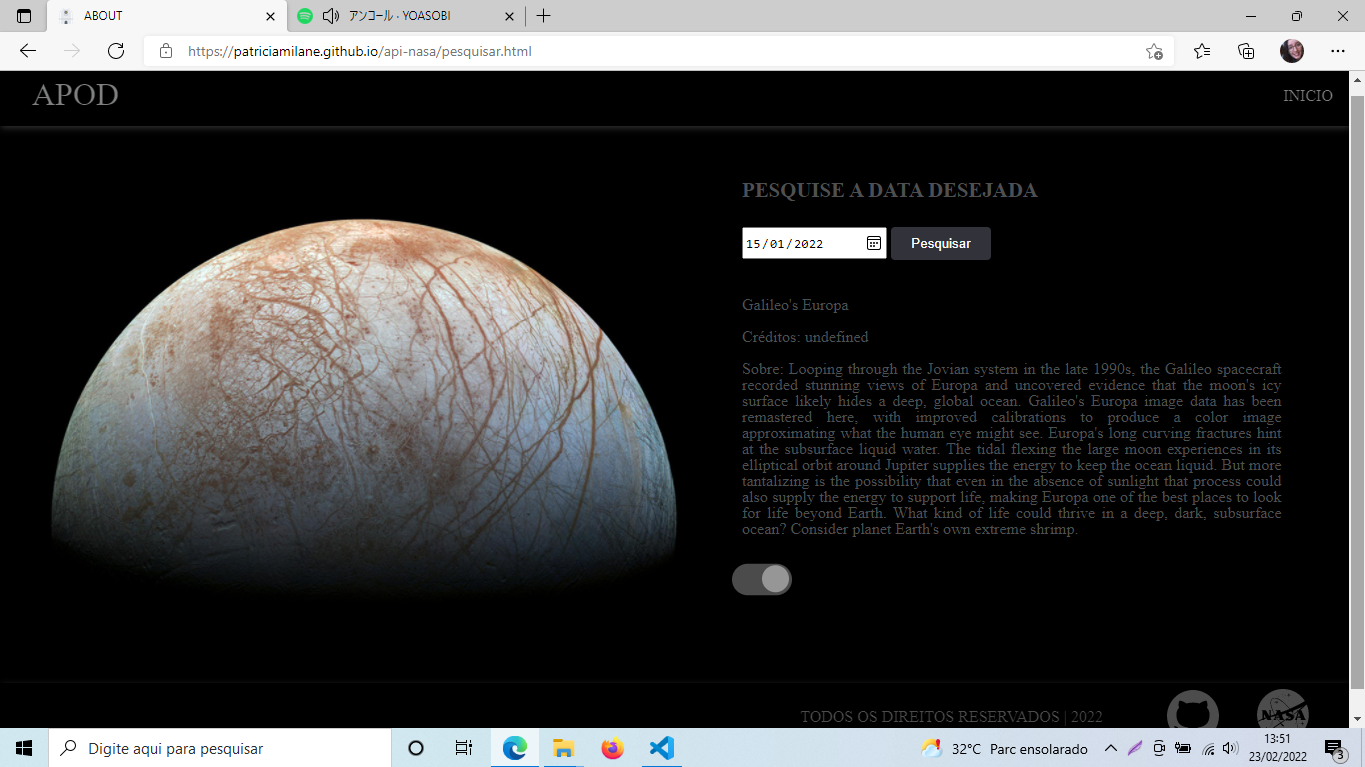 ABOUT
アンコール · YOASOBI
https://patriciamilane.github.io/api-nasa/pesquisar.html
APOD
INICIO
PESQUISE A DATA DESEJADA
15/01/2022
Pesquisar
Galileo's Europa
Créditos: undefined
Sobre: Looping through the Jovian system in the late 1990s, the Galileo spacecraft
recorded stunning views of Europa and uncovered evidence that the moon's icy
surface likely hides a deep, global ocean. Galileo's Europa image data has been
remastered here, with improved calibrations to produce a color image
approximating what the human eye might see. Europa's long curving fractures hint
at the subsurface liquid water. The tidal flexing the large moon experiences in its
elliptical orbit around Jupiter supplies the energy to keep the ocean liquid. But more
tantalizing is the possibility that even in the absence of sunlight that process could
also supply the energy to support life, making Europa one of the best places to look
for life beyond Earth. What kind of life could thrive in a deep, dark, subsurface
ocean? Consider planet Earth's own extreme shrimp.
TODOS OS DIREITOS RESERVADOS | 2022
NASA
Digite aqui para pesquisar
32°C Parc ensolarado
13:51
23/02/2022
3